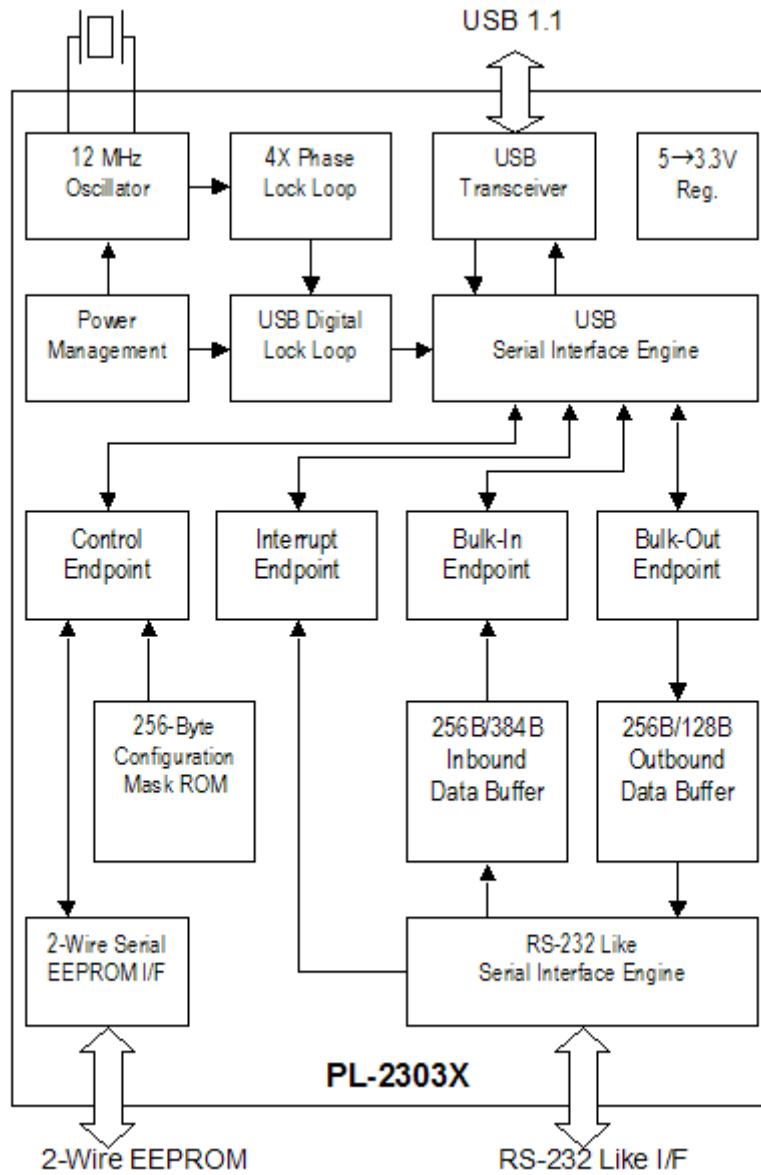 USB 1.1
12 MHz
Oscillator
4X Phase
Lock Loop
USB
Transceiver
5→3.3V
Reg.
Power
Management
USB Digital
Lock Loop
USB
Serial Interface Engine
Control
Endpoint
Interrupt
Endpoint
Bulk-In
Endpoint
Bulk-Out
Endpoint
256-Byte
Configuration
Mask ROM
256B/384B
Inbound
Data Buffer
256B/128B
Outbound
Data Buffer
2-Wire Serial
EEPROM I/F
RS-232 Like
Serial Interface Engine
PL-2303X
2-Wire EEPROM
RS-232 Like I/F